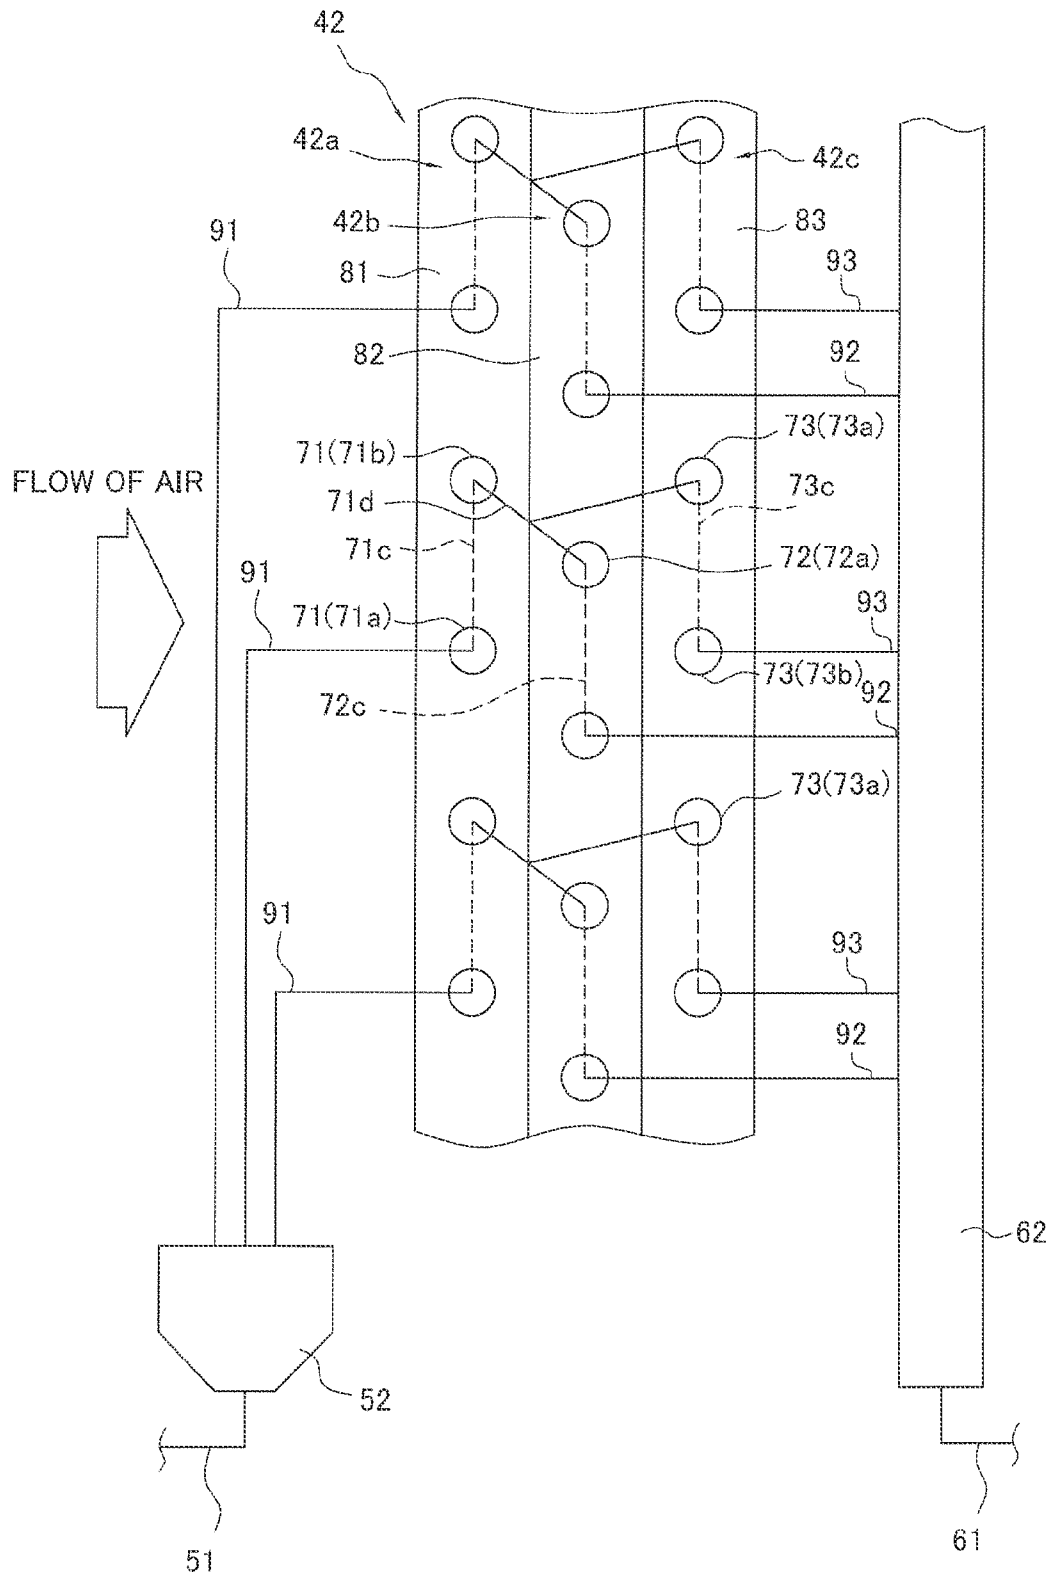 42
42a
42c
42b
83
91
81
93
82
92
71(71b)
73(73a)
FLOW OF AIR
71d
73c
71c
72(72a)
91
93
71(71a)
73(73b)
92
72c
73(73a)
91
93
92
62
52
51
61